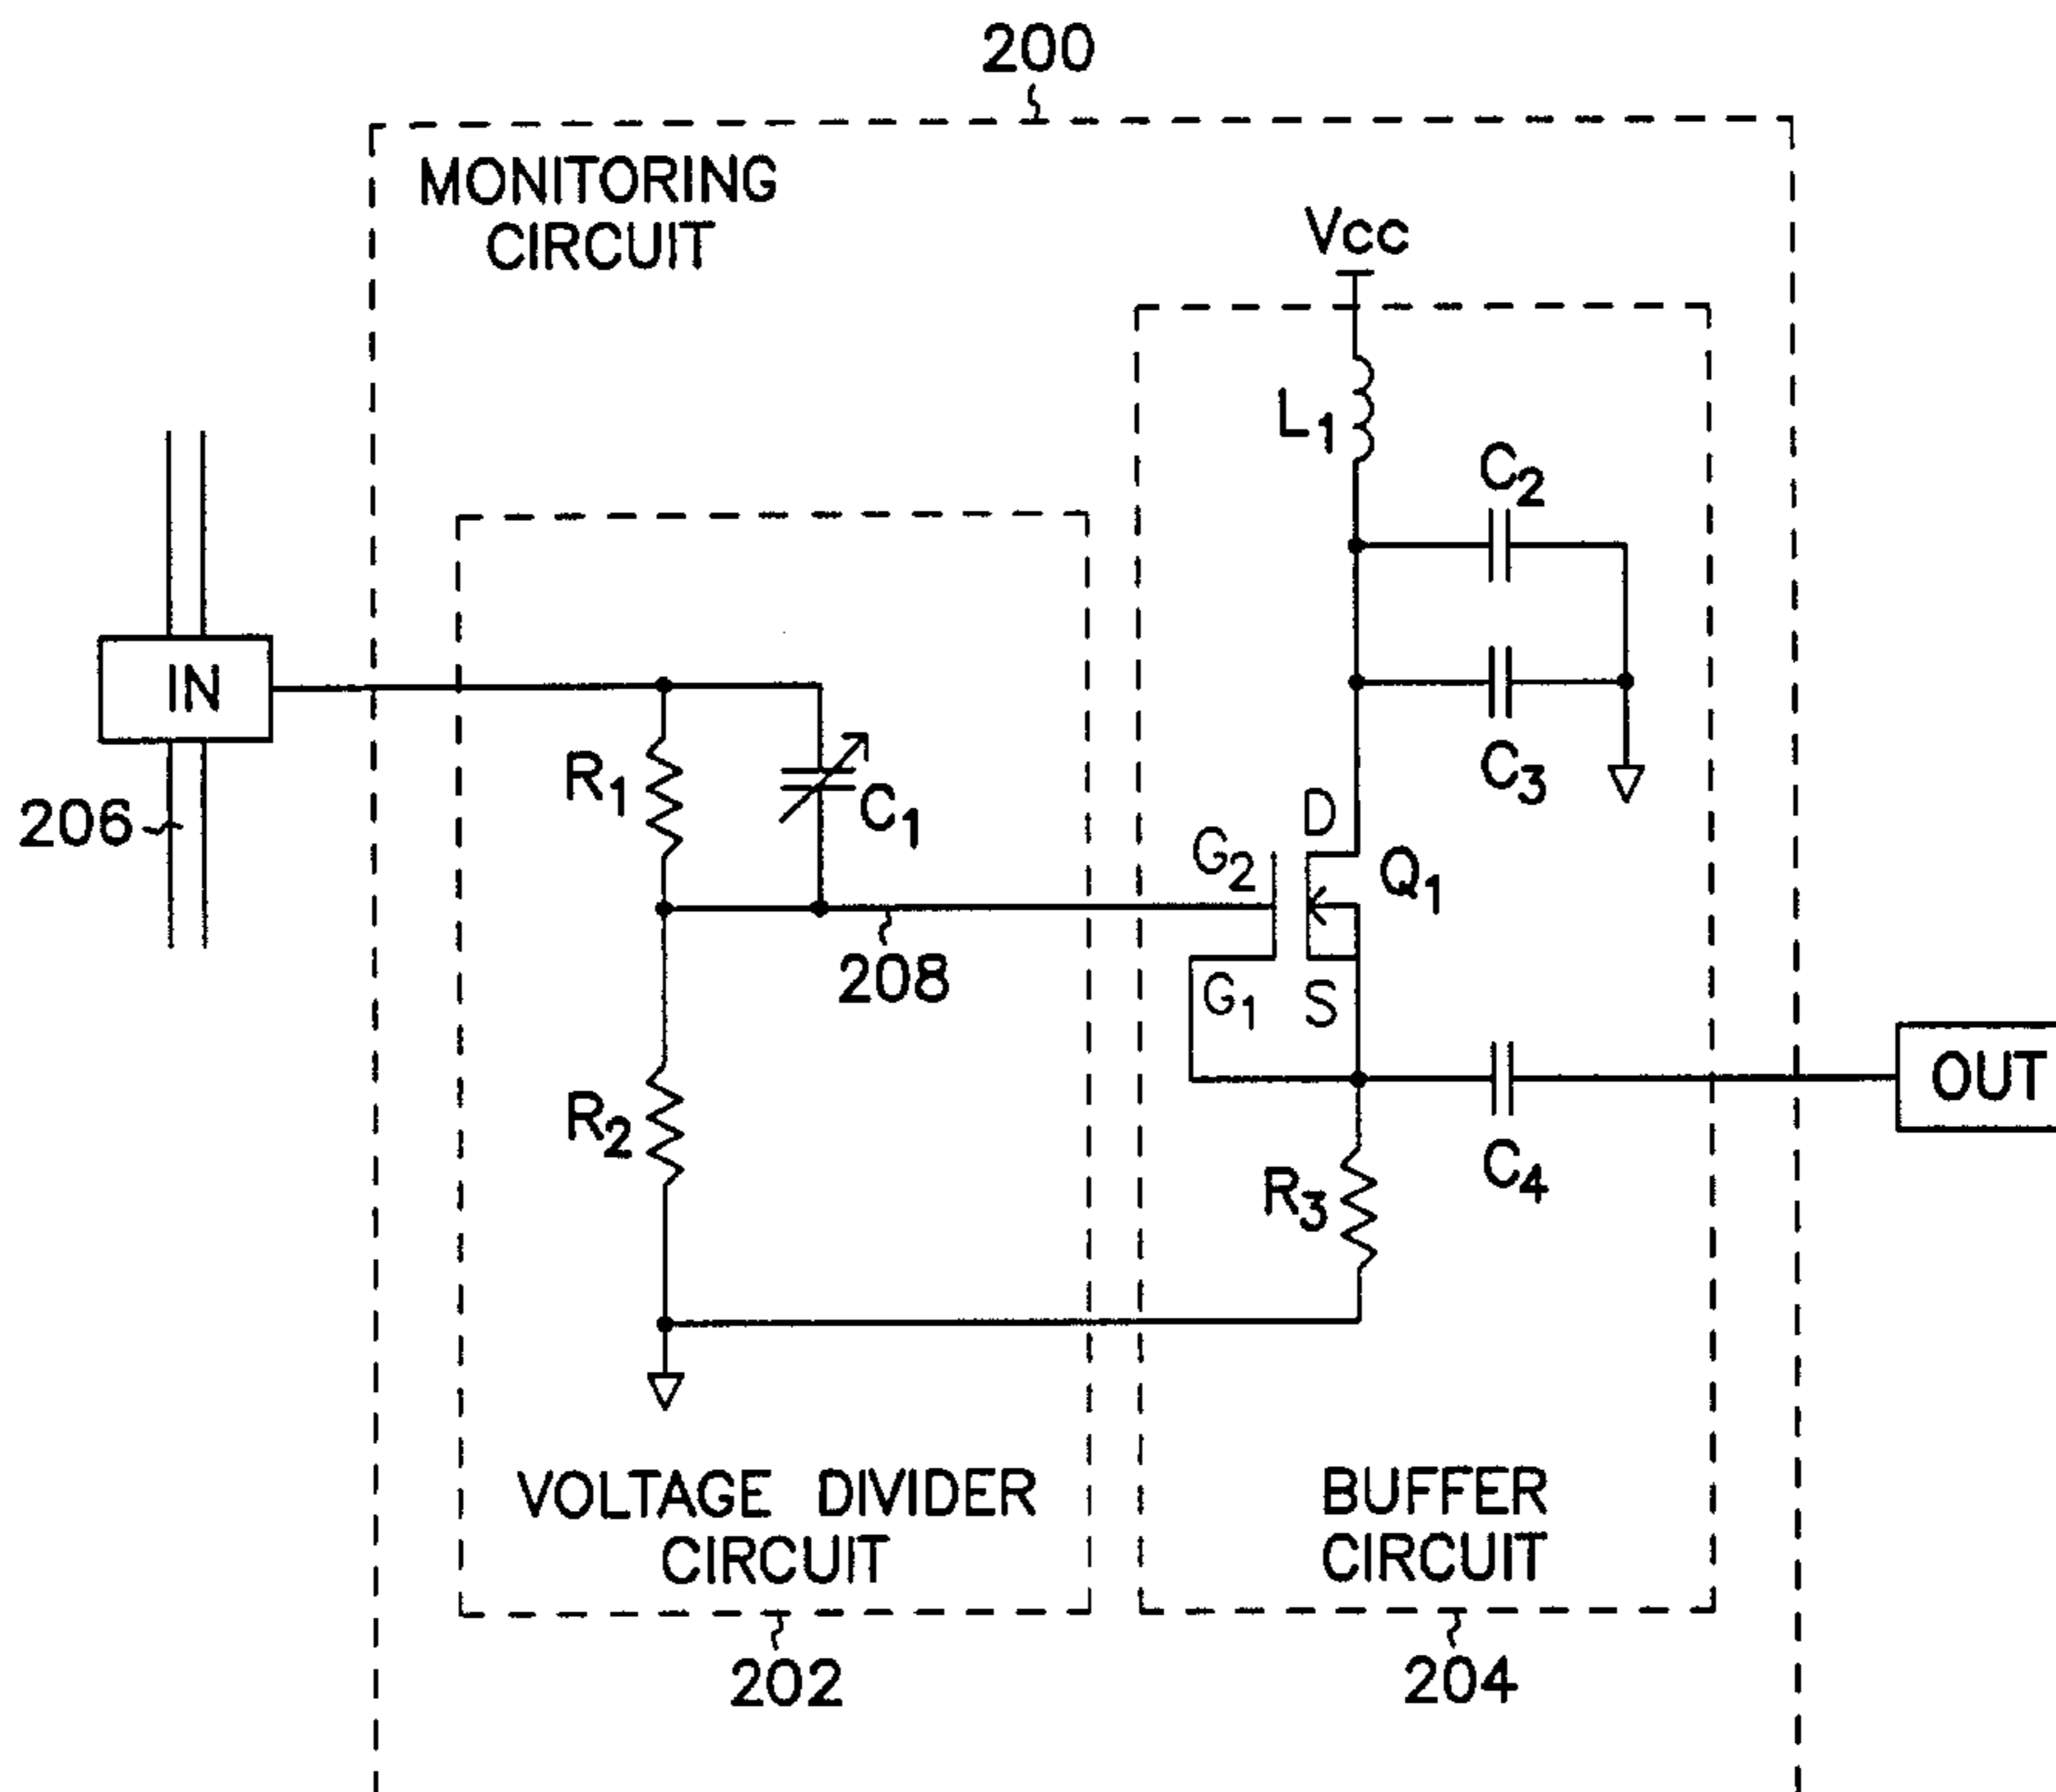 200
MONITORING
CIRCUIT
Vcc
L1
C2
IN
R1
C1
C3
206
D
G2
Q1
208
G1
S
OUT
R2
C4
R3
VOLTAGE DIVIDER
CIRCUIT
BUFFER
CIRCUIT
202
204